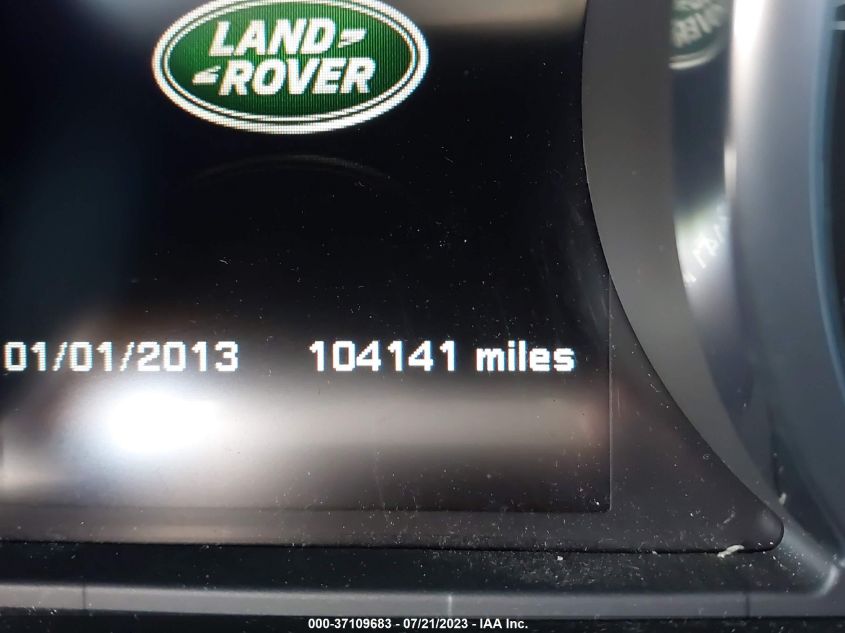 LAND
ROVER
01/01/2013 104141 miles
000-37109683 - 07/21/2023 - IAA Inc.